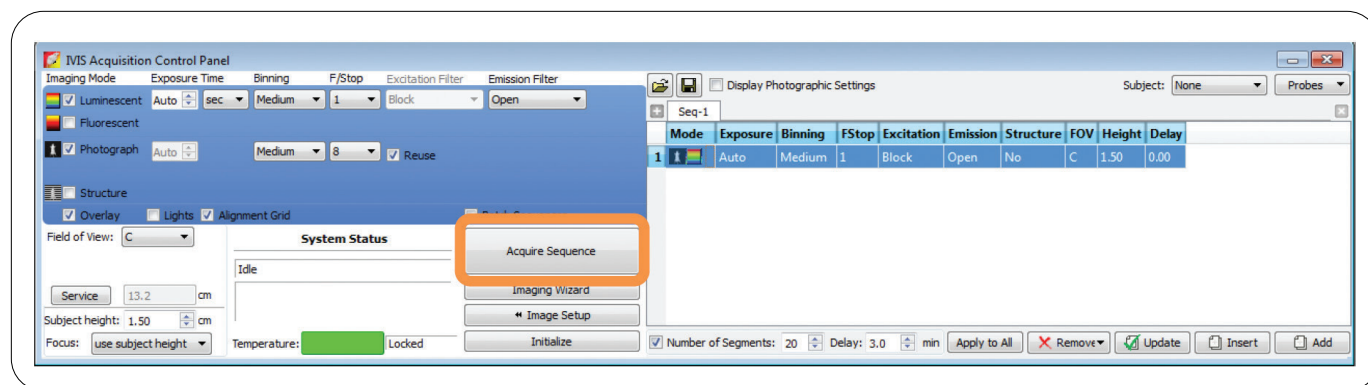 IVIS Acquisition Control Panel
Imaging Mode Exposure Time Binning F/Stop Excitation Filter Emission Filter
Luminescent Auto sec Medium 1 Block Open
Fluorescent
Photograph Auto Medium 8 Reuse
Structure
Overlay Lights Alignment Grid
Field of View: C
System Status
Idle
Service 13.2 cm
Subject height: 1.50 cm
Focus: use subject height Temperature: Locked
Acquire Sequence
Imaging Wizard
Image Setup
Initialize
Display Photographic Settings Subject: None Probes
Seq-1
Mode Exposure Binning FStop Excitation Emission Structure FOV Height Delay
1 Auto Medium 1 Block Open No C 1.50 0.00
Number of Segments: 20 Delay: 3.0 min Apply to All Remove Update Insert Add